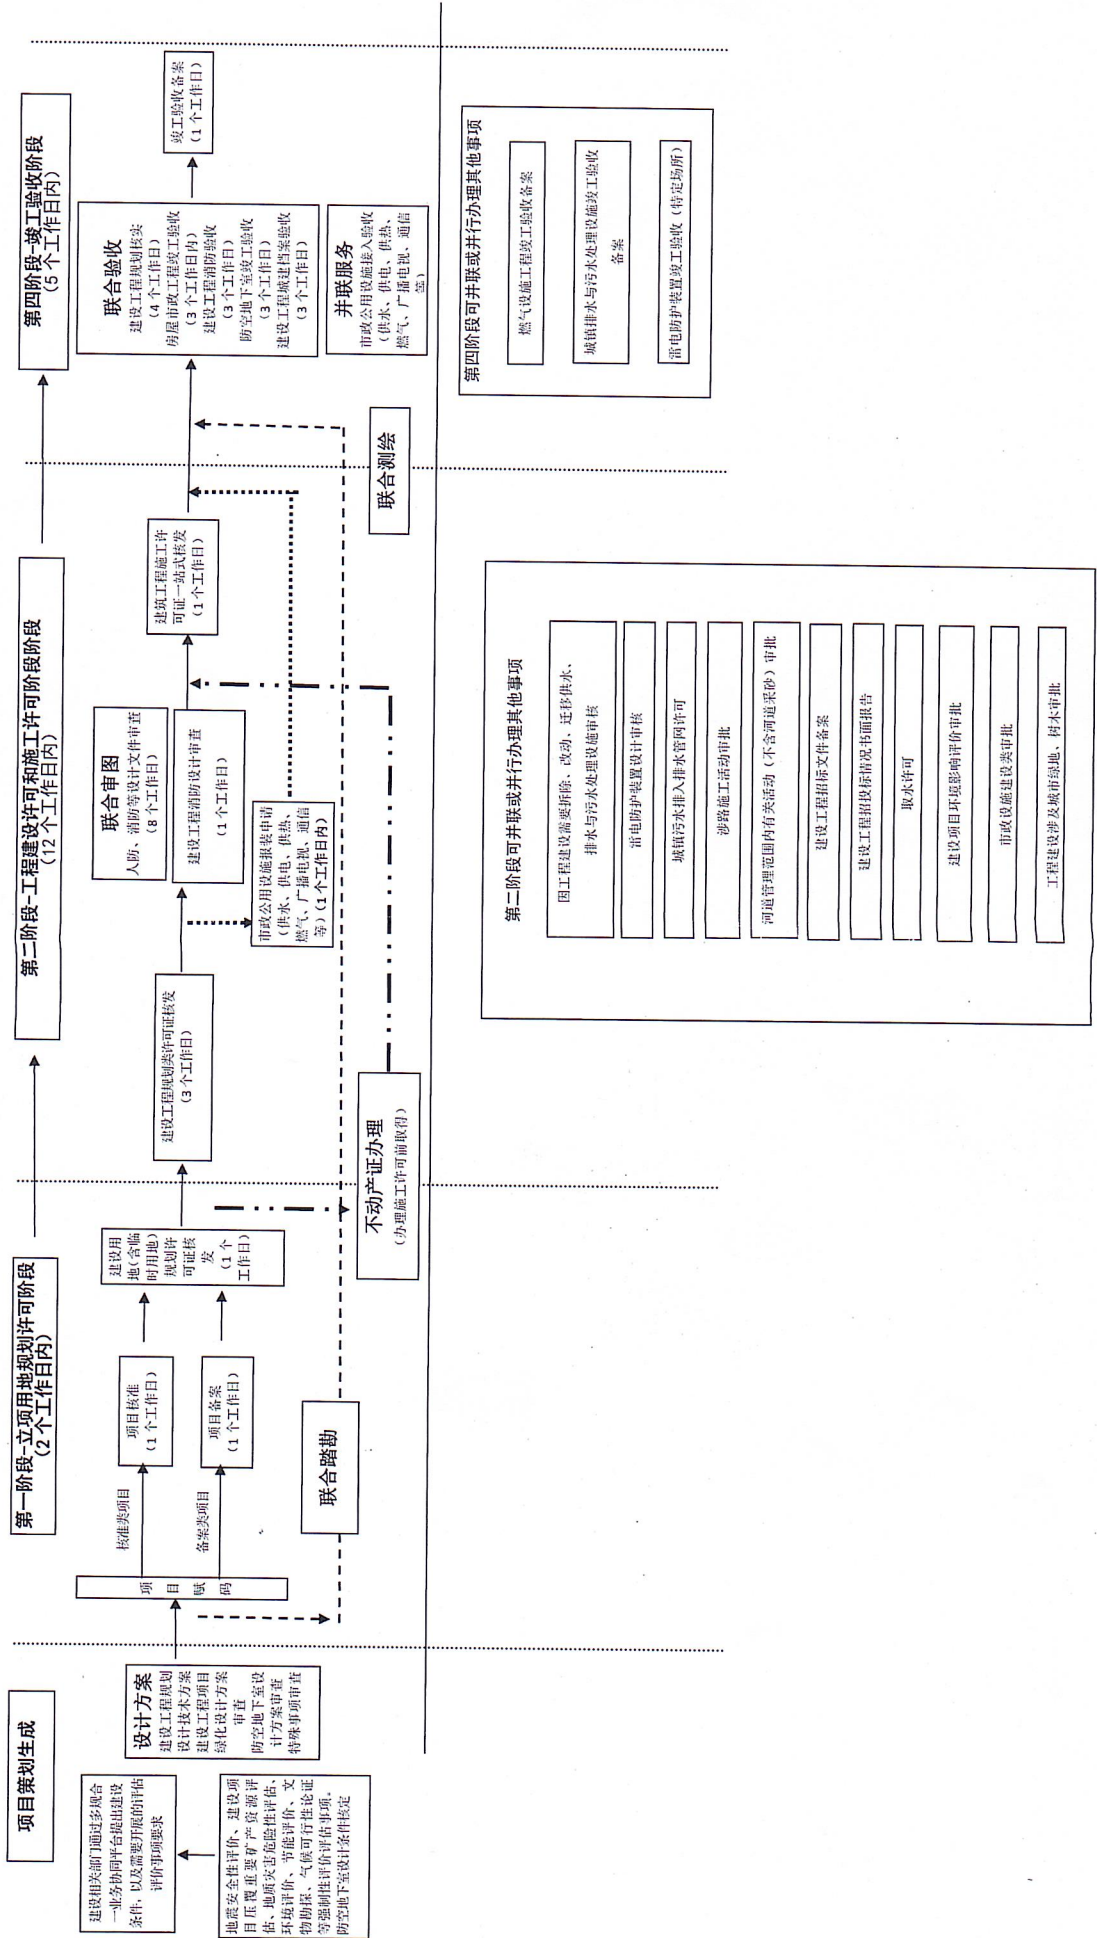 项目策划生成
建设相关部门通过多规合
一业务协同平台提出建设
条件，以及需要开展的评估
评价事项要求
地震安全性评价、建设项
目压覆重要矿产资源评
估、地质灾害危险性评估、
环境评价、节能评价、文
物勘探、气候可行性论证
等强制性评价评估事项。
防空地下室设计条件核定
设计方案
建设工程规划
设计技术方案
建设工程项目
绿化设计方案
审查
防空地下室设
计方案审查
特殊事项审查
第一阶段-立项用地规划许可阶段
（2个工作日内）
项目赋码
核准类项目
备案类项目
项目核准
（1个工作日）
项目备案
（1个工作日）
建设用
地(含临
时用地)
规划许
可证核
发
（1个
工作日）
联合踏勘
第二阶段-工程建设许可和施工许可阶段阶段
（12个工作日内）
建设工程规划类许可证核发
（3个工作日）
联合审图
人防、消防等设计文件审查
（8个工作日）
建设工程消防设计审查
（1个工作日）
市政公用设施报装申请
（供水、供电、供热、
燃气、广播电视、通信
等）（1个工作日内）
建筑工程施工许
可证一站式核发
（1个工作日）
不动产证办理
（办理施工许可前取得）
联合测绘
第四阶段-竣工验收阶段
（5个工作日内）
联合验收
建设工程规划核实
（4个工作日）
房屋市政工程竣工验收
（3个工作日内）
建设工程消防验收
（3个工作日）
防空地下室竣工验收
（3个工作日）
建设工程城建档案验收
（3个工作日）
并联服务
市政公用设施接入验收
（供水、供电、供热、
燃气、广播电视、通信
等）
竣工验收备案
（1个工作日）
第二阶段可并联或并行办理其他事项
因工程建设需要拆除、改动、迁移供水、
排水与污水处理设施审核
雷电防护装置设计审核
城镇污水排入排水管网许可
涉路施工活动审批
河道管理范围内有关活动（不含河道采砂）审批
建设工程招标文件备案
建设工程招投标情况书面报告
取水许可
建设项目环境影响评价审批
市政设施建设类审批
工程建设涉及城市绿地、树木审批
第四阶段可并联或并行办理其他事项
燃气设施工程竣工验收备案
城镇排水与污水处理设施竣工验收
备案
雷电防护装置竣工验收（特定场所）